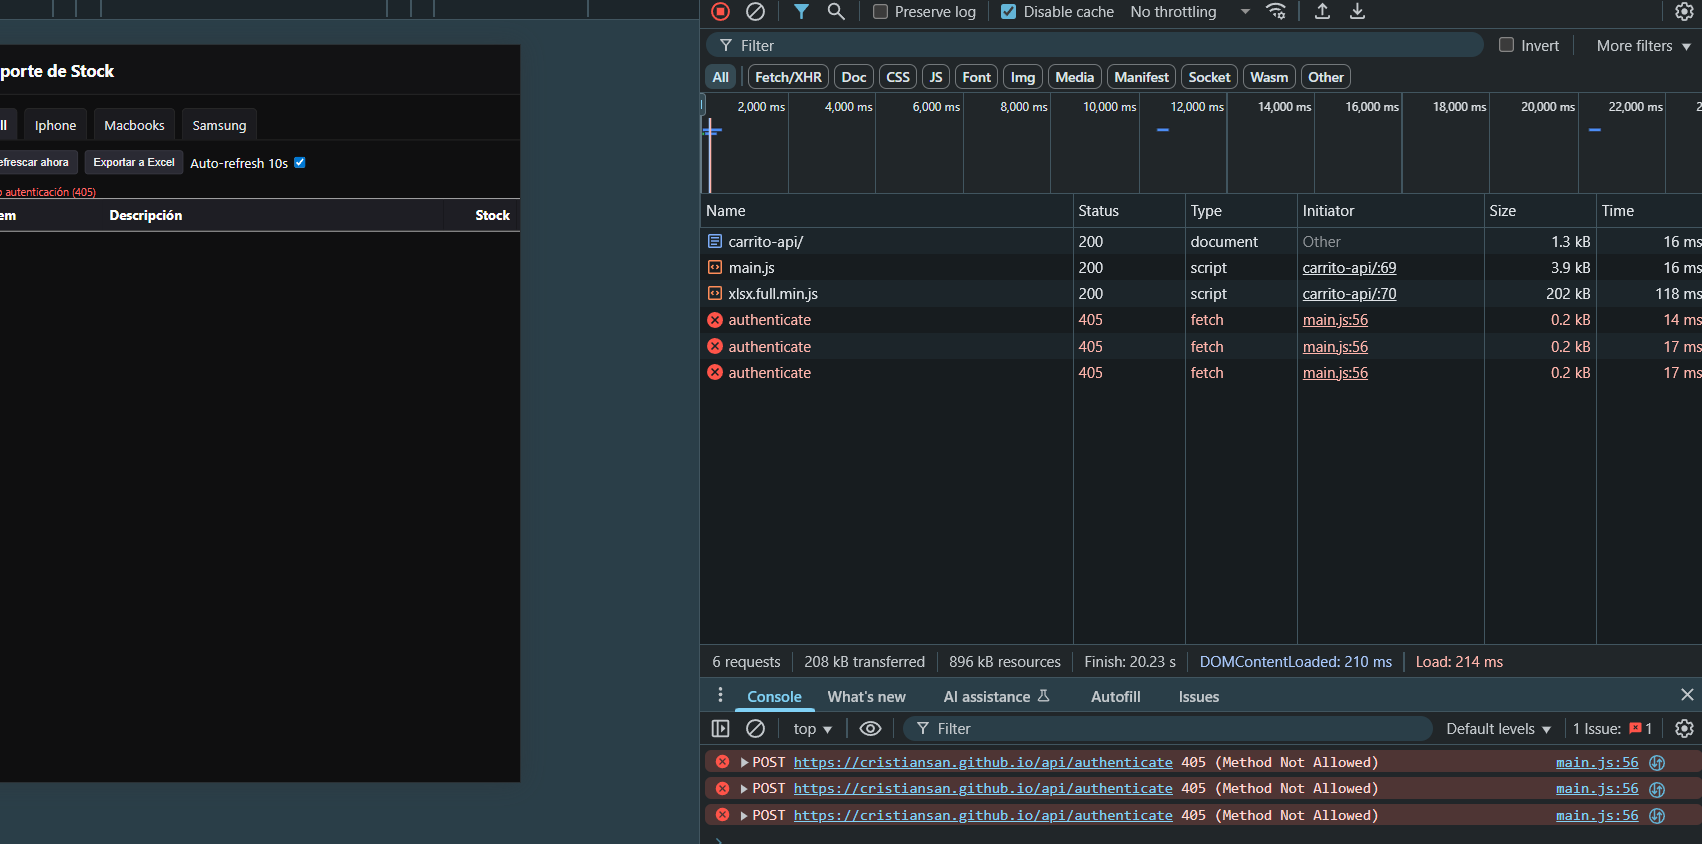 Preserve log
Disable cache
No throttling
Filter
Invert
More filters
All
Fetch/XHR
Doc
CSS
JS
Font
Img
Media
Manifest
Socket
Wasm
Other
2,000 ms
4,000 ms
6,000 ms
8,000 ms
10,000 ms
12,000 ms
14,000 ms
16,000 ms
18,000 ms
20,000 ms
22,000 ms
2
porte de Stock
ll
Iphone
Macbooks
Samsung
efrescar ahora
Exportar a Excel
Auto-refresh 10s
o autenticación (405)
em
Descripción
Stock
Name Status Type Initiator Size Time
carrito-api/ 200 document Other 1.3 kB 16 ms
main.js 200 script carrito-api/:69 3.9 kB 16 ms
xlsx.full.min.js 200 script carrito-api/:70 202 kB 118 ms
authenticate 405 fetch main.js:56 0.2 kB 14 ms
authenticate 405 fetch main.js:56 0.2 kB 17 ms
authenticate 405 fetch main.js:56 0.2 kB 17 ms
6 requests 208 kB transferred 896 kB resources Finish: 20.23 s DOMContentLoaded: 210 ms Load: 214 ms
Console What's new AI assistance Autofill Issues
top Filter Default levels 1 Issue: 1
POST https://cristiansan.github.io/api/authenticate 405 (Method Not Allowed) main.js:56
POST https://cristiansan.github.io/api/authenticate 405 (Method Not Allowed) main.js:56
POST https://cristiansan.github.io/api/authenticate 405 (Method Not Allowed) main.js:56